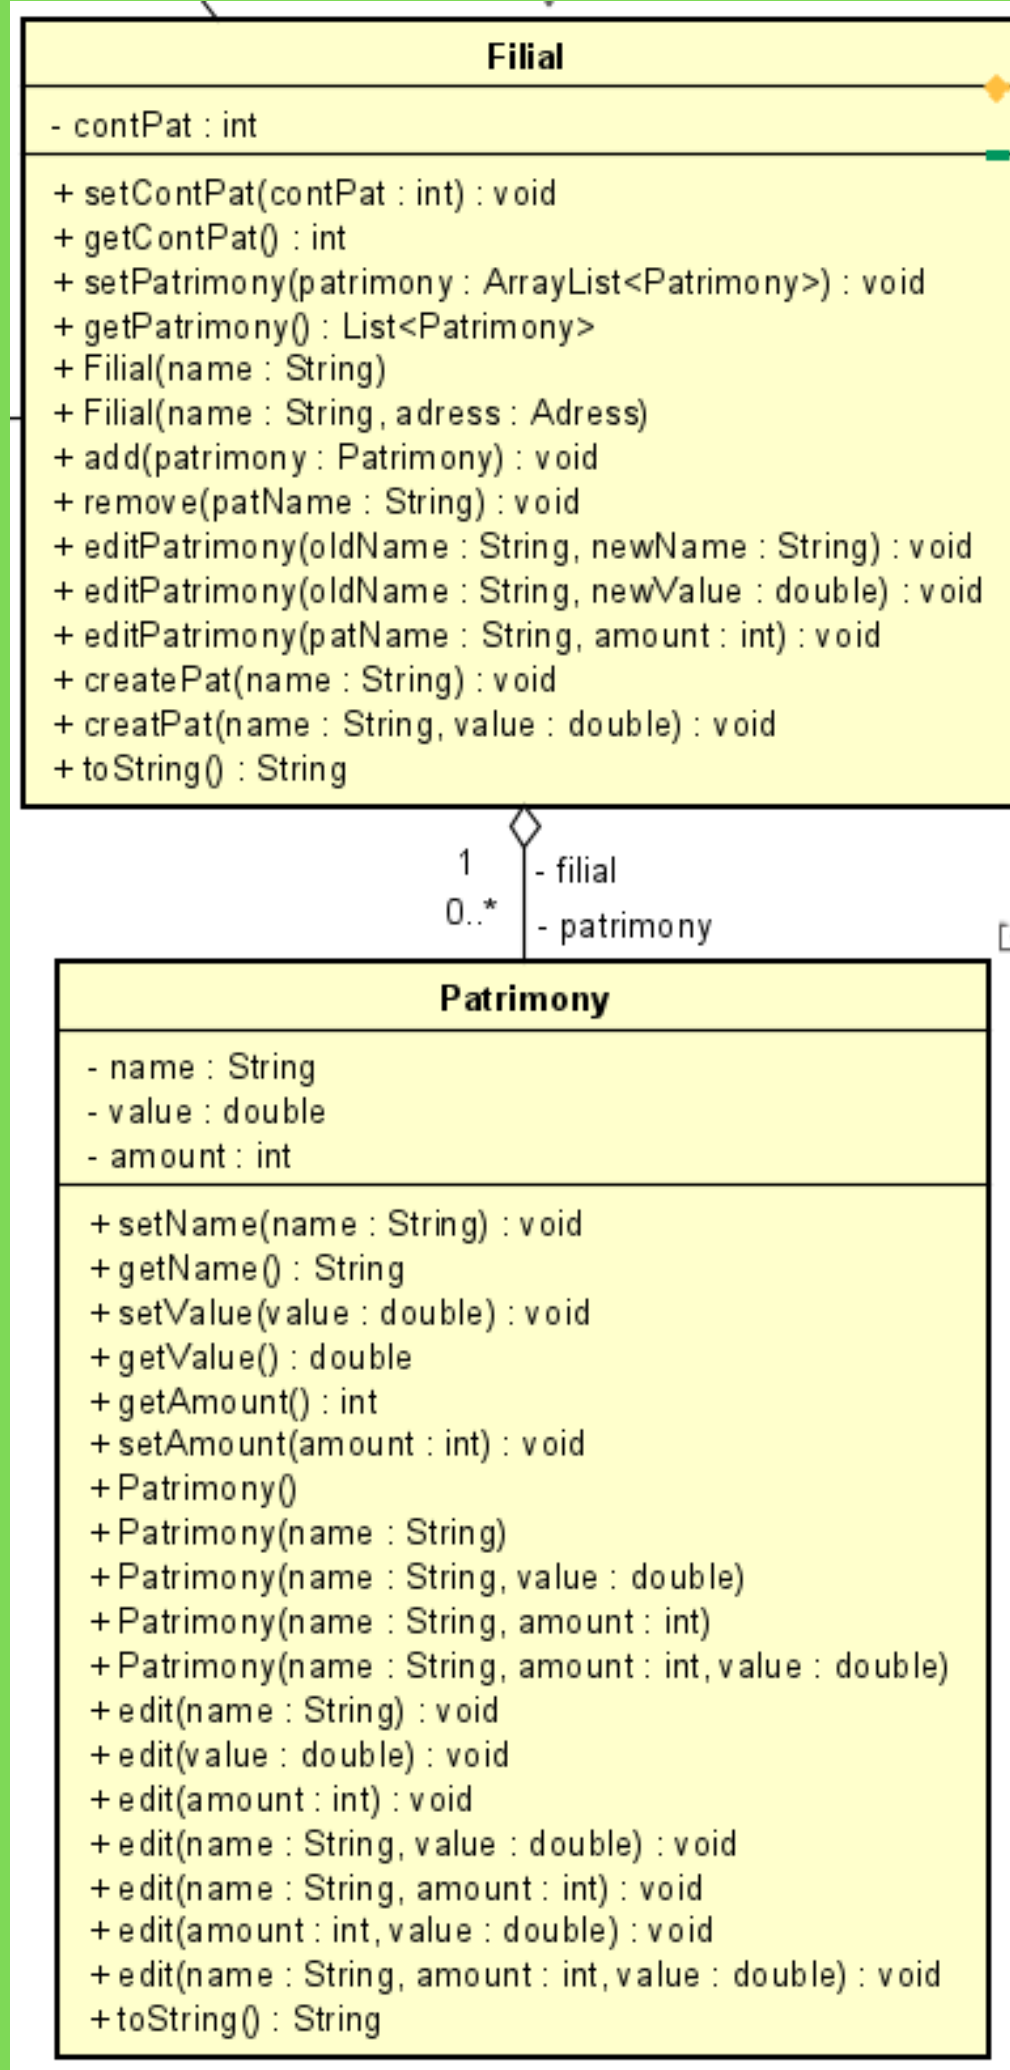 Filial
- contPat : int
+ setContPat(contPat : int) : void
+ getContPat() : int
+ setPatrimony(patrimony : ArrayList<Patrimony>) : void
+ getPatrimony() : List<Patrimony>
+ Filial(name : String)
+ Filial(name : String, adress : Adress)
+ add(patrimony : Patrimony) : void
+ remove(patName : String) : void
+ editPatrimony(oldName : String, newName : String) : void
+ editPatrimony(oldName : String, newValue : double) : void
+ editPatrimony(patName : String, amount : int) : void
+ createPat(name : String) : void
+ creatPat(name : String, value : double) : void
+ toString() : String
1
- filial
0..*
- patrimony
Patrimony
- name : String
- value : double
- amount : int
+ setName(name : String) : void
+ getName() : String
+ setValue(value : double) : void
+ getValue() : double
+ getAmount() : int
+ setAmount(amount : int) : void
+ Patrimony()
+ Patrimony(name : String)
+ Patrimony(name : String, value : double)
+ Patrimony(name : String, amount : int)
+ Patrimony(name : String, amount : int, value : double)
+ edit(name : String) : void
+ edit(value : double) : void
+ edit(amount : int) : void
+ edit(name : String, value : double) : void
+ edit(name : String, amount : int) : void
+ edit(amount : int, value : double) : void
+ edit(name : String, amount : int, value : double) : void
+ toString() : String